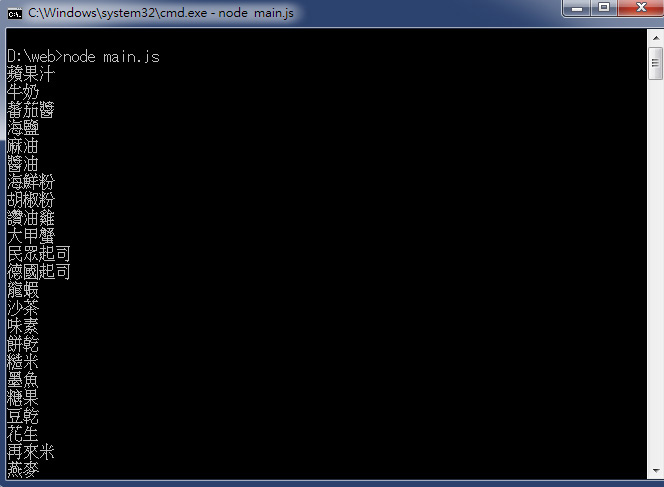 C:\Windows\system32\cmd.exe - node  main.js
D:\web>node main.js
蘋果汁
牛奶
蕃茄醬
海鹽
麻油
醬油
海鮮粉
胡椒粉
讚油雞
大甲蟹
民眾起司
德國起司
龍蝦
沙茶
味素
餅乾
糙米
墨魚
糖果
豆乾
花生
再來米
燕麥